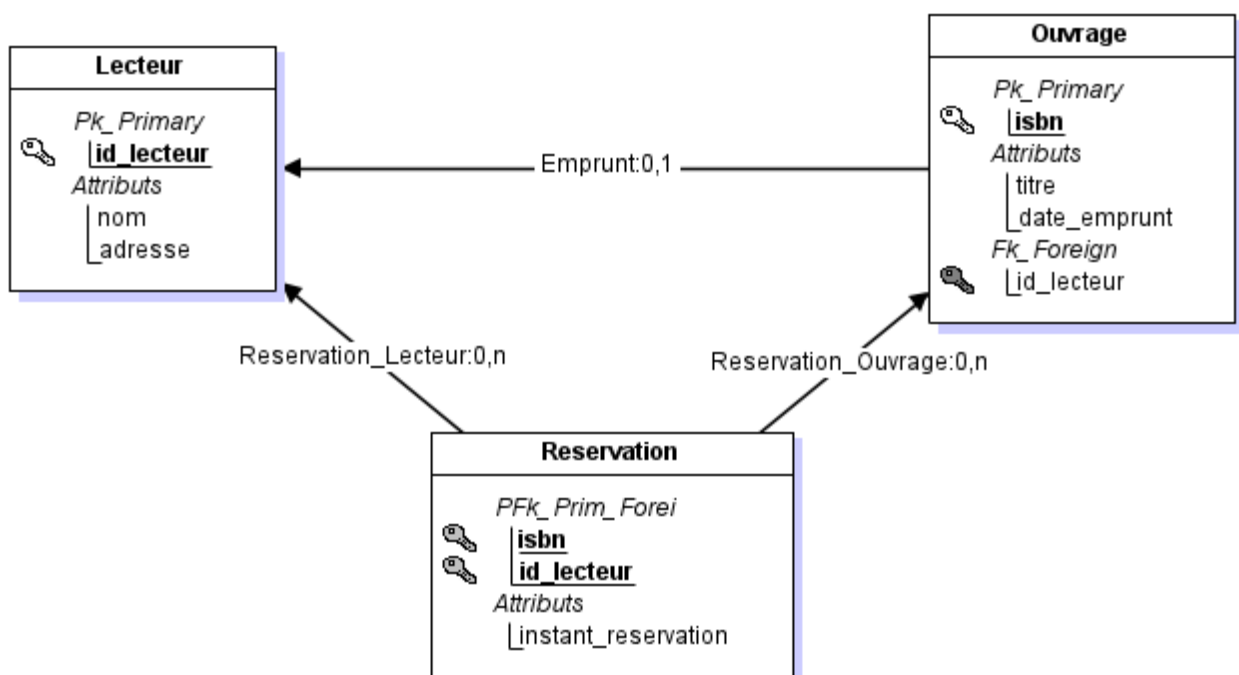 Lecteur
Pk_Primary
id_lecteur
Attributs
nom
adresse
Emprunt:0,1
Ouvrage
Pk_Primary
isbn
Attributs
titre
date_emprunt
Fk_Foreign
id_lecteur
Reservation_Lecteur:0,n
Reservation_Ouvrage:0,n
Reservation
PFk_Prim_Forei
isbn
id_lecteur
Attributs
instant_reservation